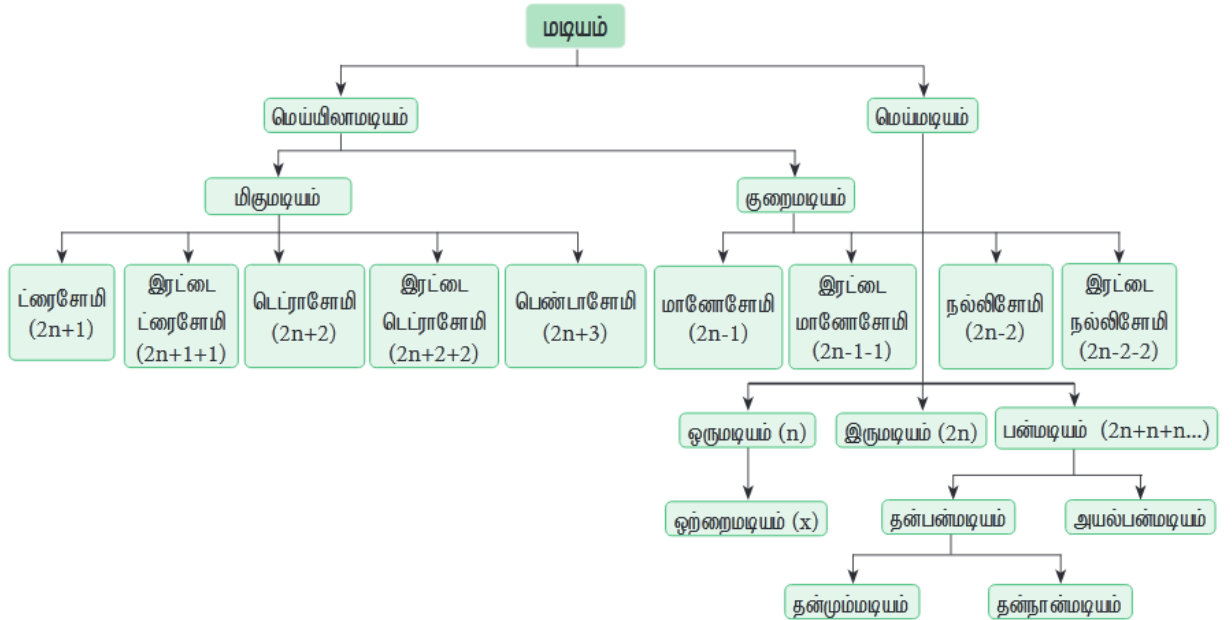 மடியம்
மெய்யிலாமடியம்
மெய்மடியம்
மிகுமடியம்
குறைமடியம்
ட்ரைசோமி
(2n+1)
இரட்டை
ட்ரைசோமி
(2n+1+1)
டெட்ராசோமி
(2n+2)
இரட்டை
டெட்ராசோமி
(2n+2+2)
பெண்டாசோமி
(2n+3)
மானோசோமி
(2n-1)
இரட்டை
மானோசோமி
(2n-1-1)
நல்லிசோமி
(2n-2)
இரட்டை
நல்லிசோமி
(2n-2-2)
ஒருமடியம் (n)
இருமடியம் (2n)
பன்மடியம் (2n+n+n...)
ஒற்றைமடியம் (x)
தன்பன்மடியம்
அயல்பன்மடியம்
தன்மும்மடியம்
தன்நான்மடியம்